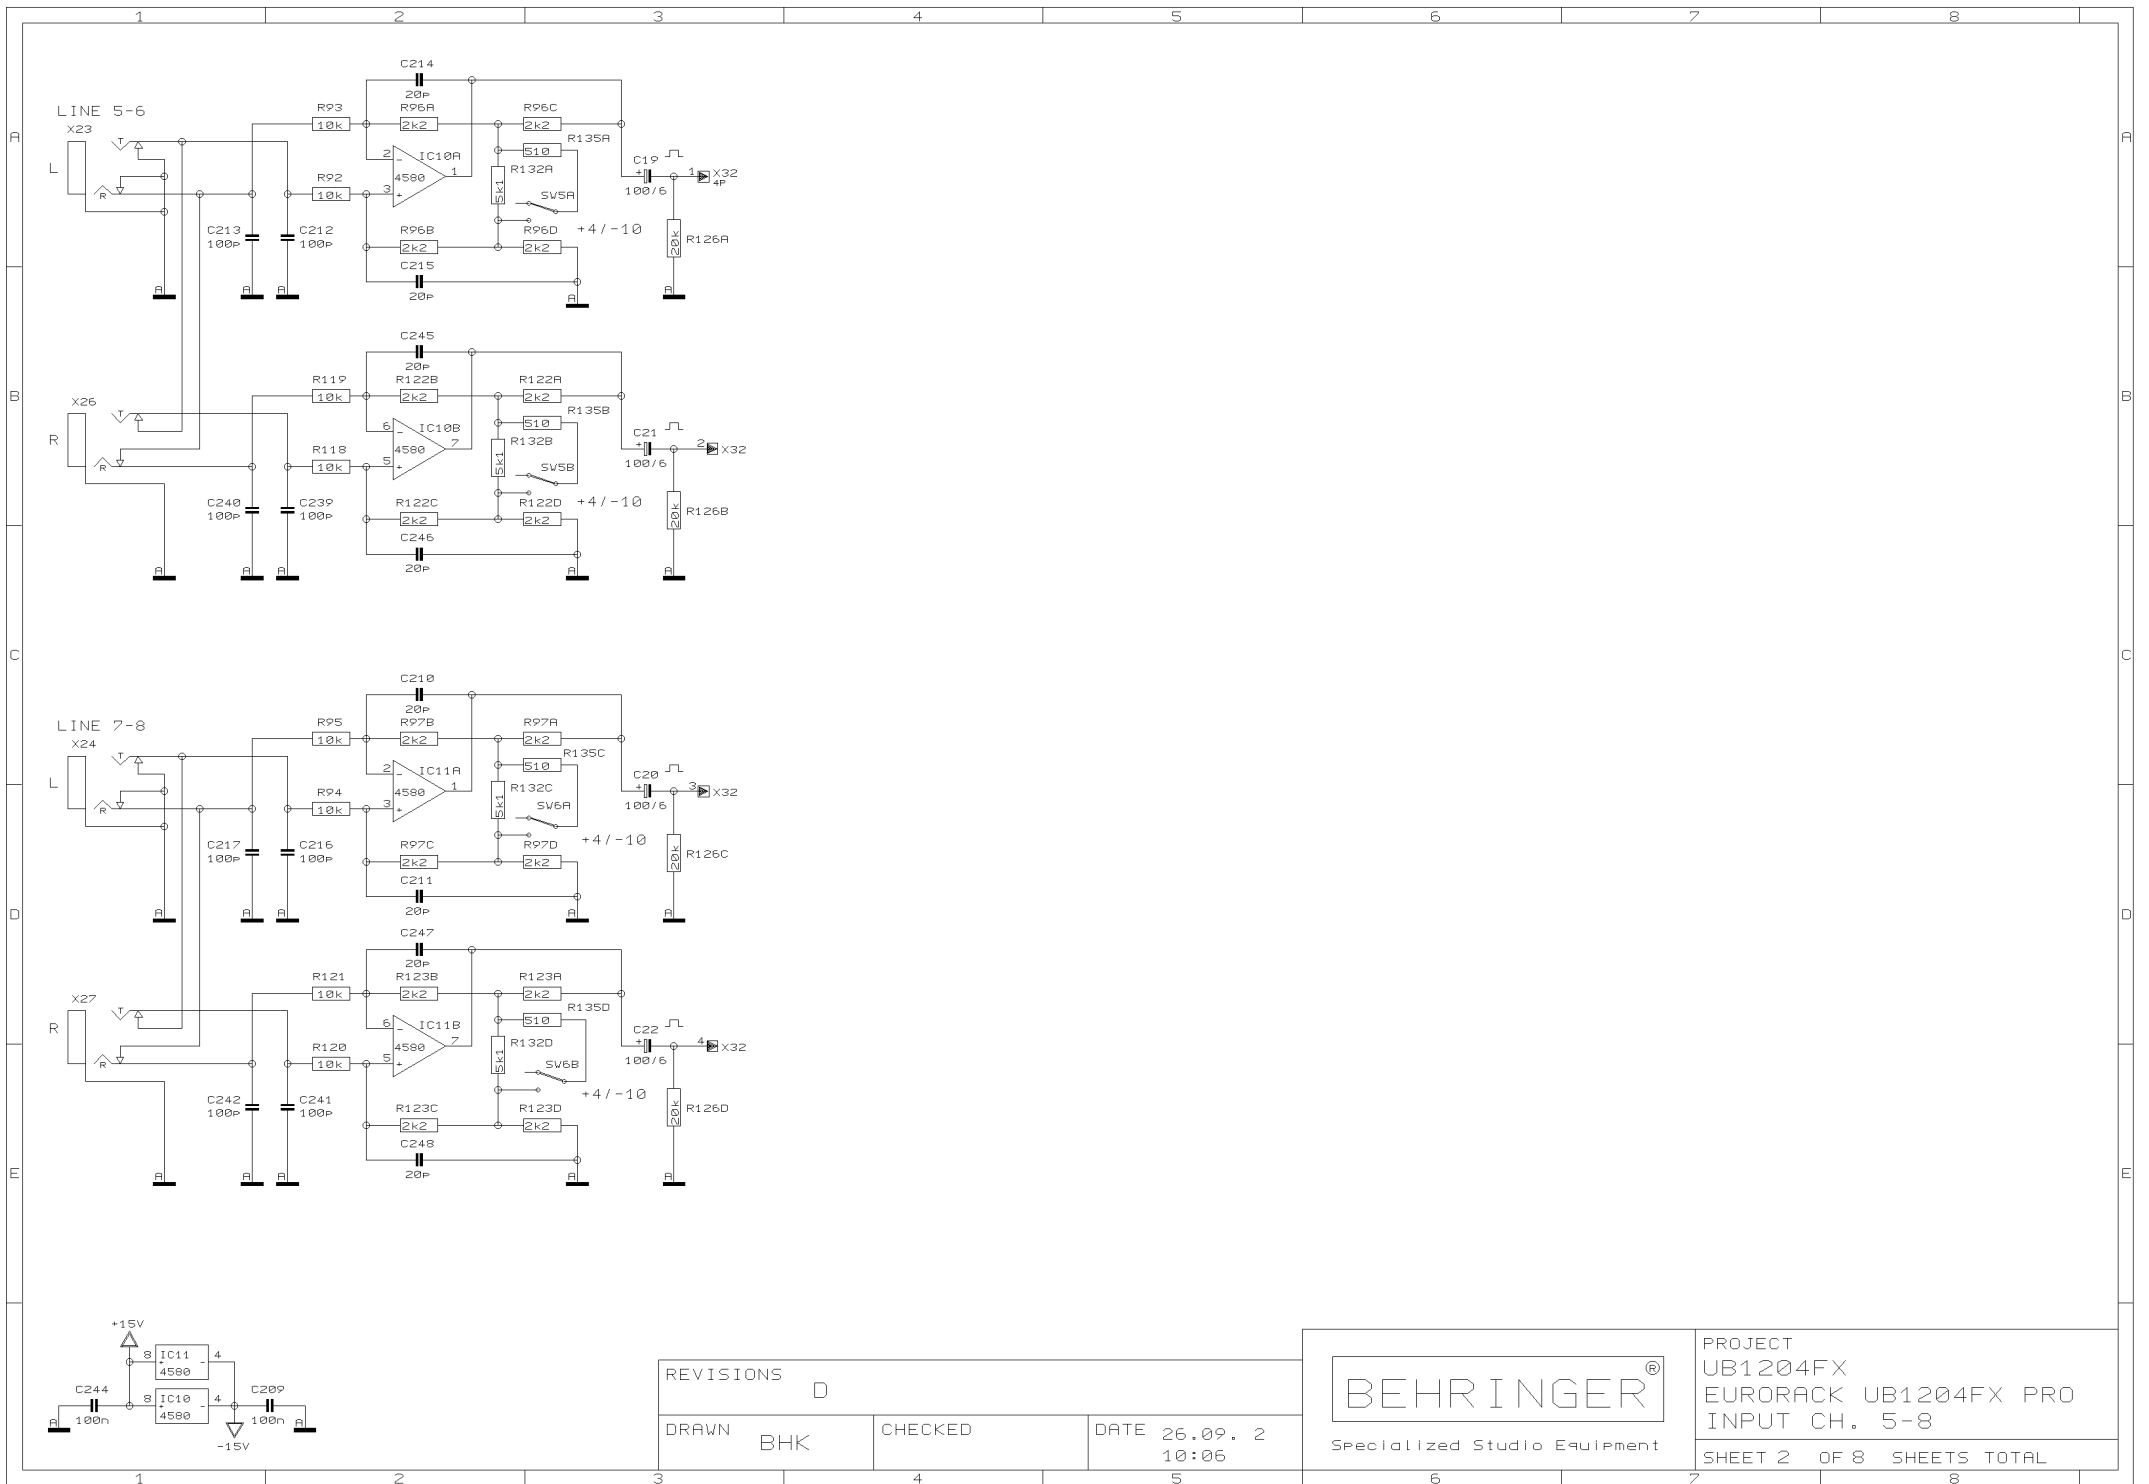 1 2 3 4 5 6 7 8
A
B
C
D
E
LINE 5-6
X23
L
T
R
C213
100p
C212
100p
R93
10k
R92
10k
C214
20p
R96A
2k2
R96C
2k2
2
-
IC10A
4580
1
3
+
R135A
510
R132A
5k1
SW5A
+4/-10
R96B
2k2
R96D
2k2
C215
20p
C19
+
100/6
1
X32
4P
20k
R126A
A
A
A
A
A
X26
R
T
R
C240
100p
C239
100p
R119
10k
R118
10k
C245
20p
R122B
2k2
R122A
2k2
6
-
IC10B
4580
7
5
+
R135B
510
R132B
5k1
SW5B
+4/-10
R122C
2k2
R122D
2k2
C246
20p
C21
+
100/6
2
X32
20k
R126B
A
A
A
A
A
LINE 7-8
X24
L
T
R
C217
100p
C216
100p
R95
10k
R94
10k
C210
20p
R97B
2k2
R97A
2k2
2
-
IC11A
4580
1
3
+
R135C
510
R132C
5k1
SW6A
+4/-10
R97C
2k2
R97D
2k2
C211
20p
C20
+
100/6
3
X32
20k
R126C
A
A
A
A
A
X27
R
T
R
C242
100p
C241
100p
R121
10k
R120
10k
C247
20p
R123B
2k2
R123A
2k2
6
-
IC11B
4580
7
5
+
R135D
510
R132D
5k1
SW6B
+4/-10
R123C
2k2
R123D
2k2
C248
20p
C22
+
100/6
4
X32
20k
R126D
A
A
A
A
A
+15V
8 IC11 4
+ -
4580
C244
100n
8 IC10 4
+ -
4580
C209
100n
-15V
A
A
REVISIONS
D
DRAWN
BHK
CHECKED
DATE 26.09. 2
10:06
BEHRINGER®
Specialized Studio Equipment
PROJECT
UB1204FX
EURORACK UB1204FX PRO
INPUT CH. 5-8
SHEET 2 OF 8 SHEETS TOTAL
A
B
C
D
E
1 2 3 4 5 6 7 8